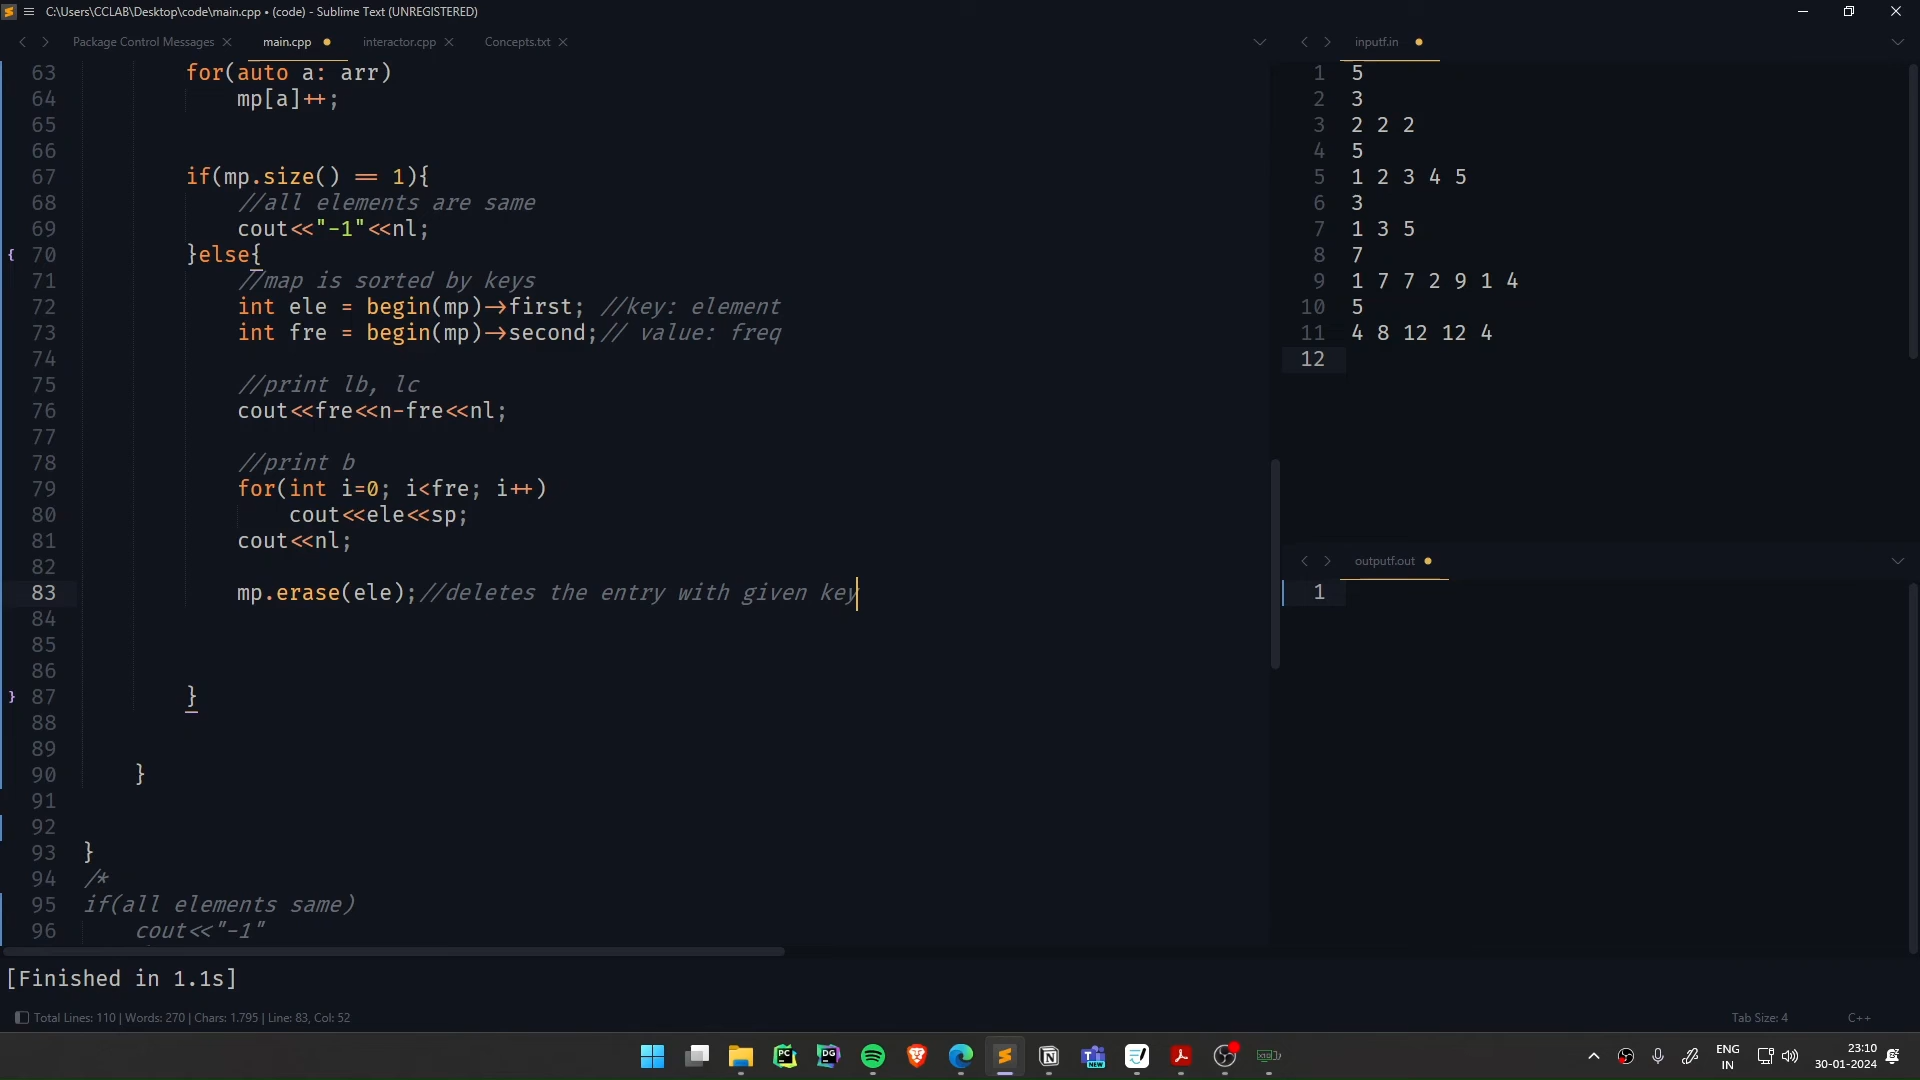 C:\Users\CCLAB\Desktop\code\main.cpp • (code) - Sublime Text (UNREGISTERED)
Package Control Messages
main.cpp
interactor.cpp
Concepts.txt
63 for(auto a: arr)
64 mp[a]++;
65
66
67 if(mp.size() == 1){
68 //all elements are same
69 cout<<"-1"<<nl;
70 }else{
71 //map is sorted by keys
72 int ele = begin(mp)->first; //key: element
73 int fre = begin(mp)->second;// value: freq
74
75 //print lb, lc
76 cout<<fre<<n-fre<<nl;
77
78 //print b
79 for(int i=0; i<fre; i++)
80 cout<<ele<<sp;
81 cout<<nl;
82
83 mp.erase(ele);//deletes the entry with given key
84
85
86
87 }
88
89
90 }
91
92
93 }
94 /*
95 if(all elements same)
96 cout<<"-1"
inputf.in
1 5
2 3
3 2 2 2
4 5
5 1 2 3 4 5
6 3
7 1 3 5
8 7
9 1 7 7 2 9 1 4
10 5
11 4 8 12 12 4
12
outputf.out
1
[Finished in 1.1s]
Total Lines: 110 | Words: 270 | Chars: 1.795 | Line: 83, Col: 52
Tab Size: 4
C++
PC
DG
NEW
ENG
IN
23:10
30-01-2024